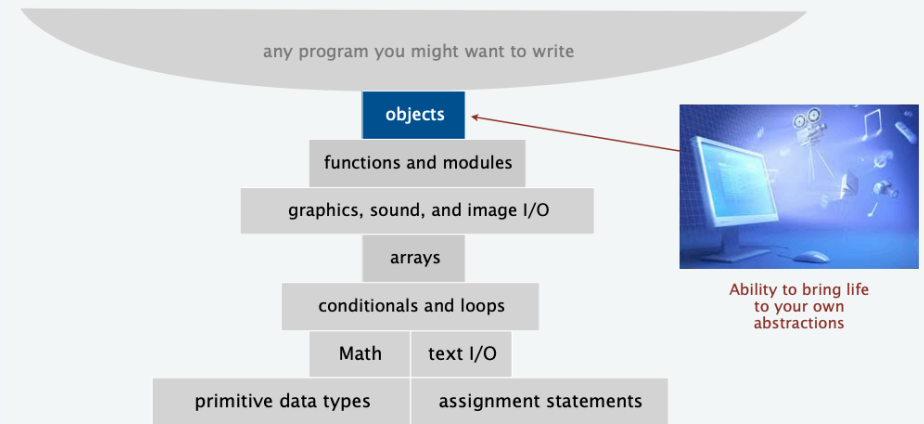 any program you might want to write
objects
functions and modules
graphics, sound, and image I/O
arrays
conditionals and loops
Math
text I/O
primitive data types
assignment statements
Ability to bring life
to your own
abstractions